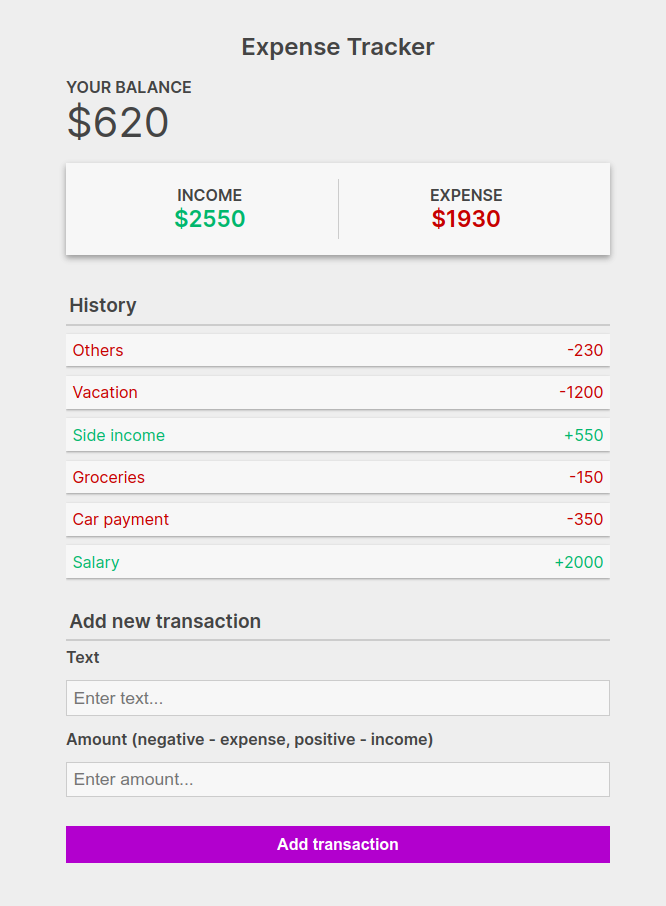 Expense Tracker
YOUR BALANCE
$620
INCOME EXPENSE
$2550 $1930
History
Others -230
Vacation -1200
Side income +550
Groceries -150
Car payment -350
Salary +2000
Add new transaction
Text
Enter text...
Amount (negative - expense, positive - income)
Enter amount...
Add transaction